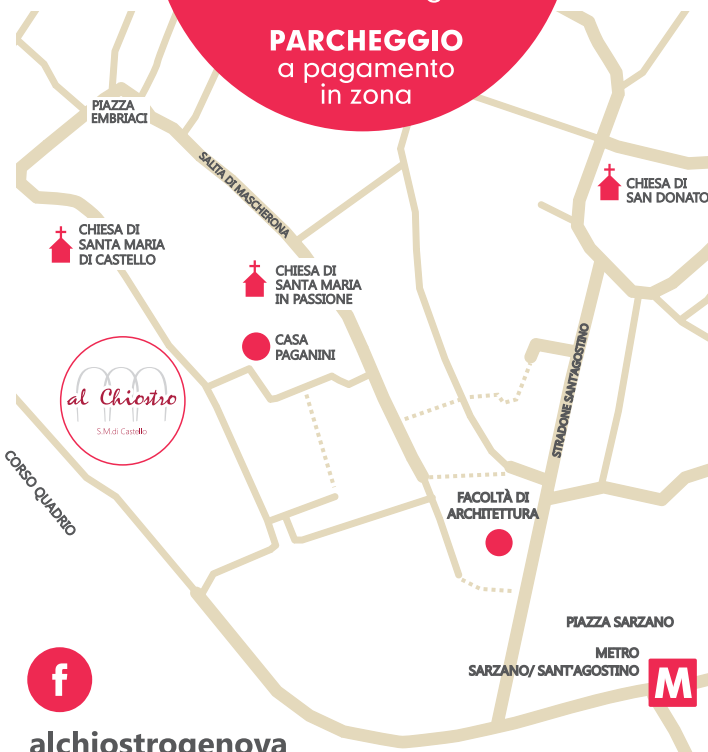 PARCHEGGIO
a pagamento
in zona
PIAZZA
EMBRIACI
SALITA DI MASCHERONA
CHIESA DI
SAN DONATO
CHIESA DI
SANTA MARIA
DI CASTELLO
CHIESA DI
SANTA MARIA
IN PASSIONE
CASA
PAGANINI
al Chiostro
S.M.di Castello
STRADONE SANT'AGOSTINO
CORSO QUADRIO
FACOLTÀ DI
ARCHITETTURA
PIAZZA SARZANO
METRO
SARZANO/ SANT'AGOSTINO
M
f
alchiostrogenova